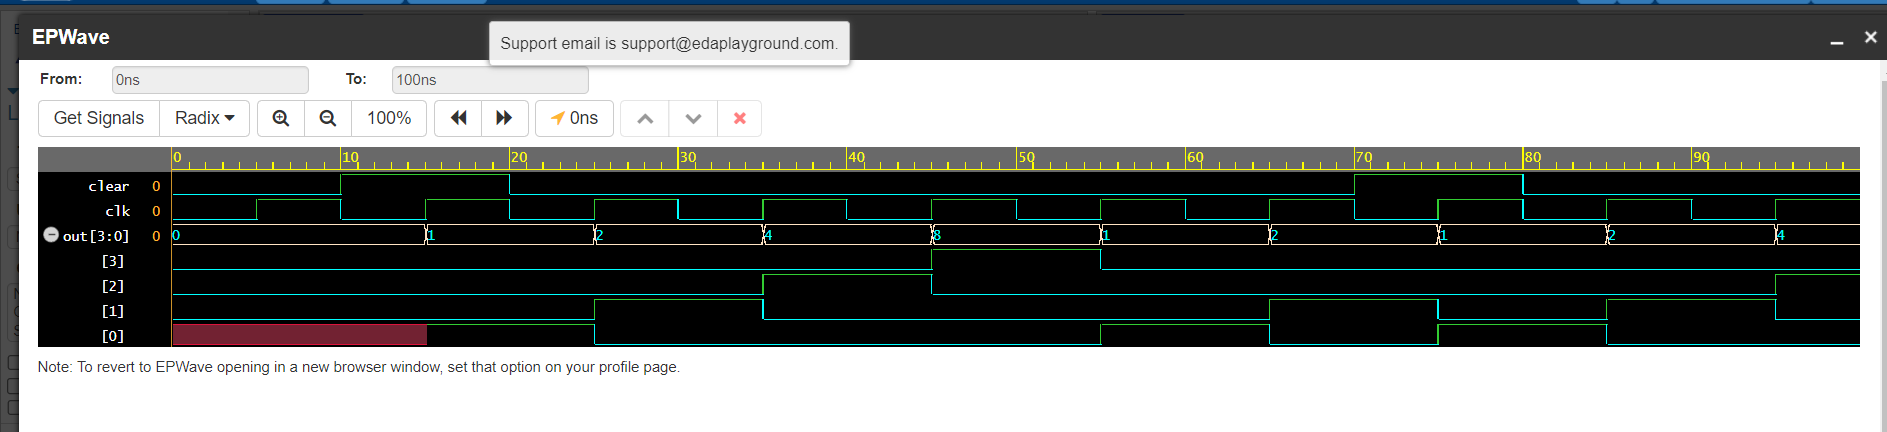 EPWave
Support email is support@edaplayground.com.
From: 0ns To: 100ns
Get Signals Radix 100% 0ns
0 10 20 30 40 50 60 70 80 90
clear 0
clk 0
out[3:0] 0 0 1 2 4 8 1 2 1 2 4
[3]
[2]
[1]
[0]
Note: To revert to EPWave opening in a new browser window, set that option on your profile page.